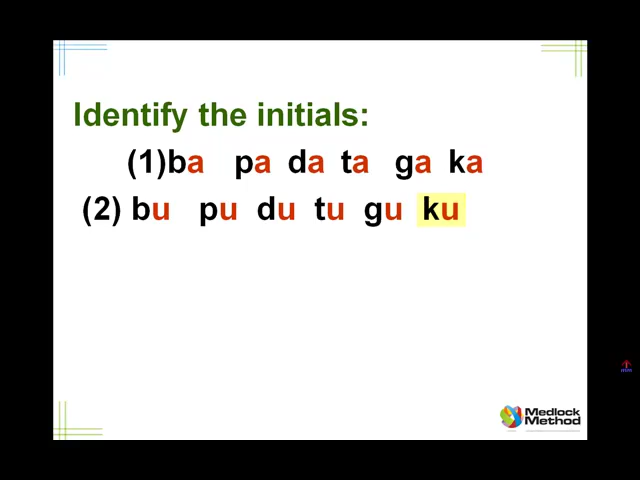 Identify the initials:
(1)ba pa da ta ga ka
(2) bu pu du tu gu ku
Medlock
Method